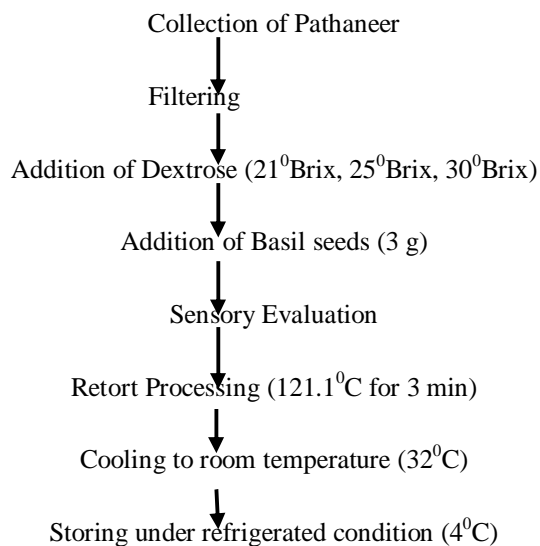 Collection of Pathaneer
Filtering
Addition of Dextrose (21⁰Brix, 25⁰Brix, 30⁰Brix)
Addition of Basil seeds (3 g)
Sensory Evaluation
Retort Processing (121.1⁰C for 3 min)
Cooling to room temperature (32⁰C)
Storing under refrigerated condition (4⁰C)